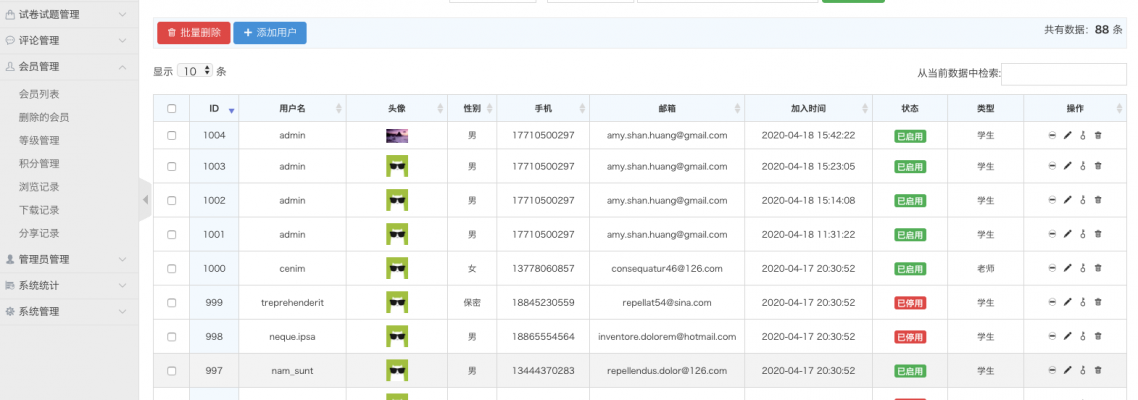 试卷试题管理
评论管理
会员管理
会员列表
删除的会员
等级管理
积分管理
浏览记录
下载记录
分享记录
管理员管理
系统统计
系统管理
批量删除 添加用户 共有数据：88 条
显示 10 条 从当前数据中检索:
ID 用户名 头像 性别 手机 邮箱 加入时间 状态 类型 操作
1004 admin 男 17710500297 amy.shan.huang@gmail.com 2020-04-18 15:42:22 已启用 学生
1003 admin 男 17710500297 amy.shan.huang@gmail.com 2020-04-18 15:23:05 已启用 学生
1002 admin 男 17710500297 amy.shan.huang@gmail.com 2020-04-18 15:14:08 已启用 学生
1001 admin 男 17710500297 amy.shan.huang@gmail.com 2020-04-18 11:31:22 已启用 学生
1000 cenim 女 13778060857 consequatur46@126.com 2020-04-17 20:30:52 已启用 老师
999 treprehenderit 保密 18845230559 repellat54@sina.com 2020-04-17 20:30:52 已停用 学生
998 neque.ipsa 男 18865554564 inventore.dolorem@hotmail.com 2020-04-17 20:30:52 已停用 学生
997 nam_sunt 男 13444370283 repellendus.dolor@126.com 2020-04-17 20:30:52 已启用 学生